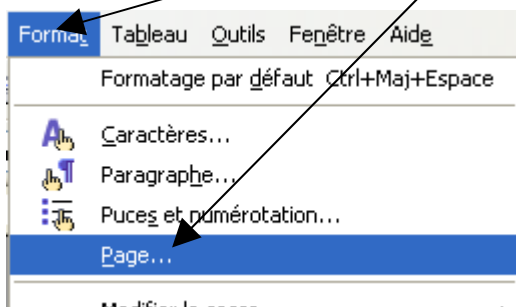 Format Tableau Outils Fenêtre Aide
Formatage par défaut Ctrl+Maj+Espace
Caractères...
Paragraphe...
Puces et numérotation...
Page...